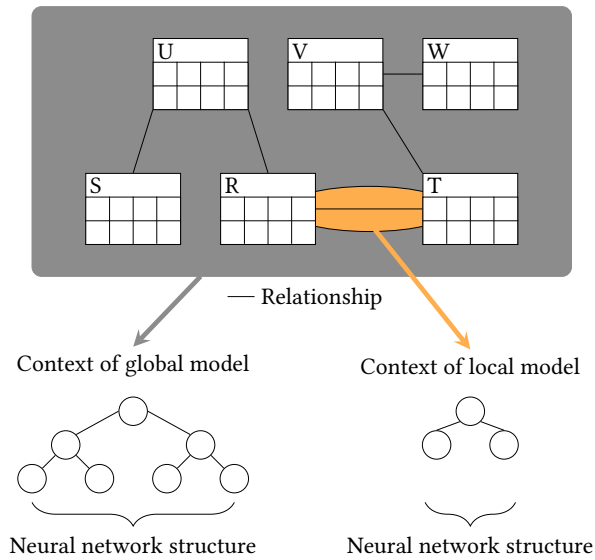 U
V
W
S
R
T
Relationship
Context of global model
Context of local model
Neural network structure
Neural network structure